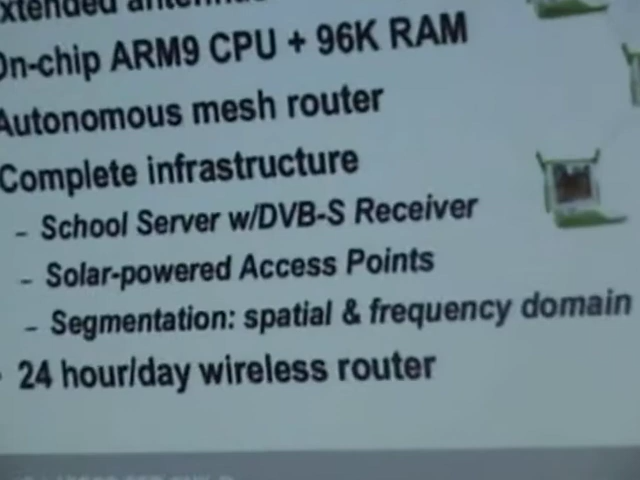 On-chip ARM9 CPU + 96K RAM
Autonomous mesh router
Complete infrastructure
- School Server w/DVB-S Receiver
- Solar-powered Access Points
- Segmentation: spatial & frequency domain
24 hour/day wireless router